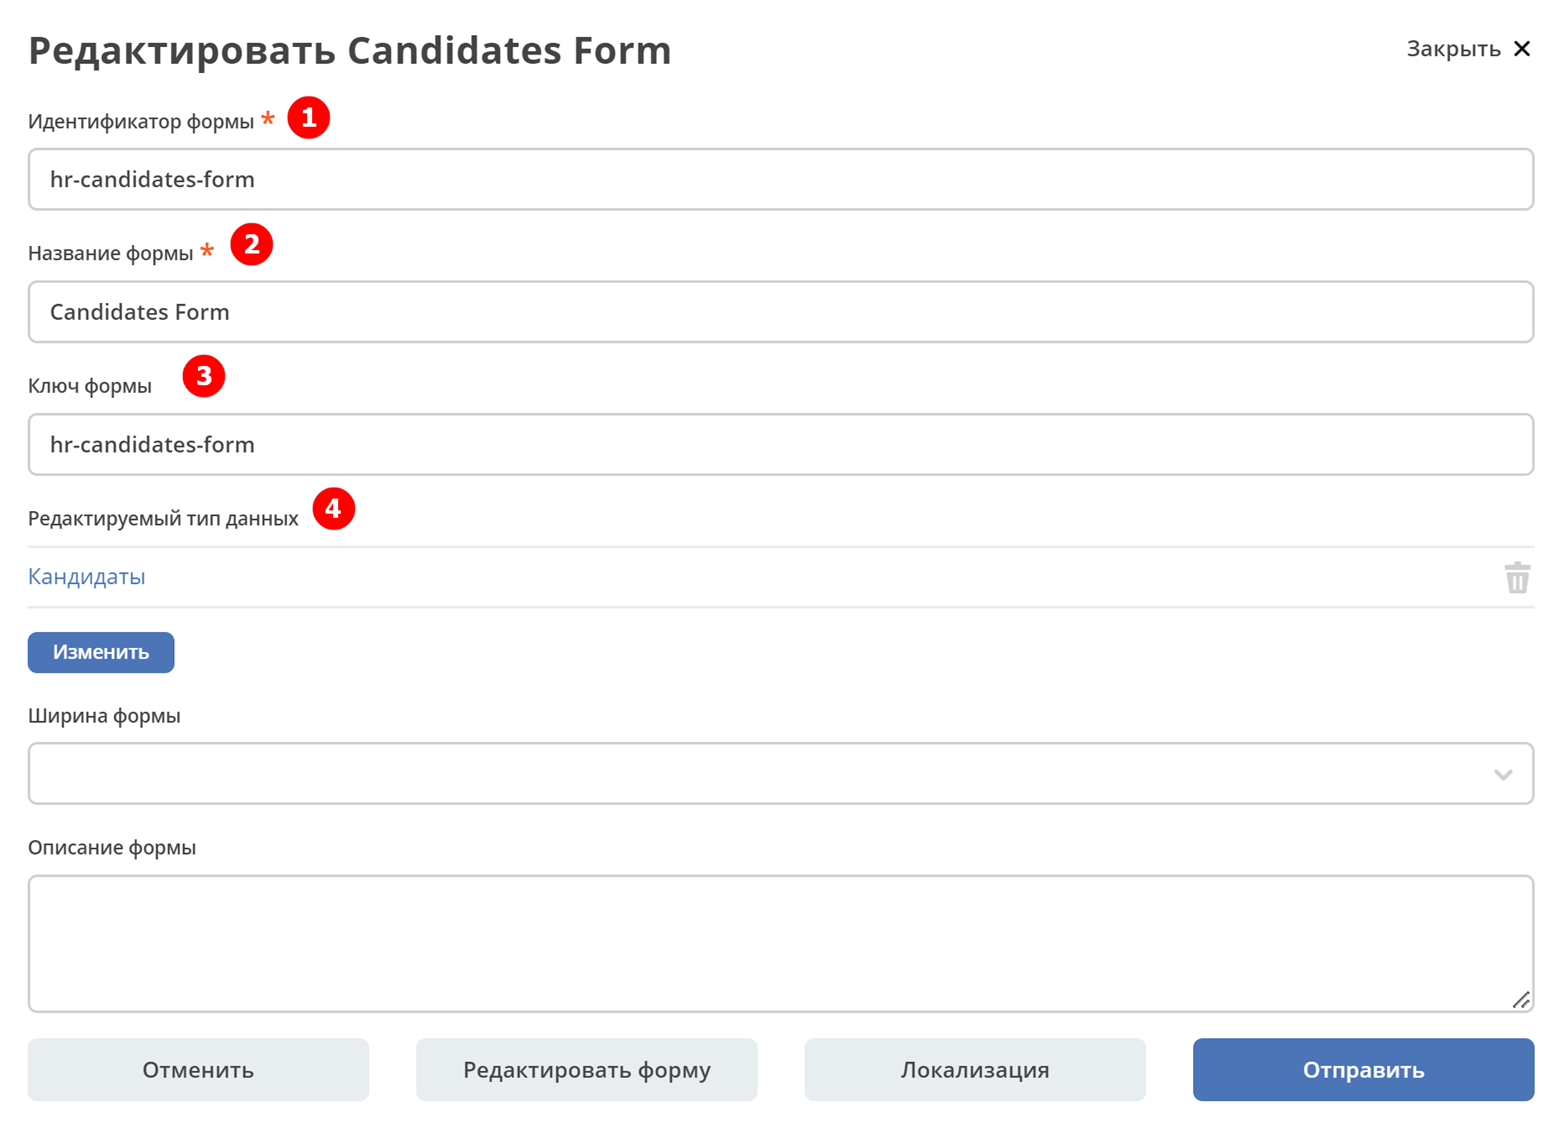 Редактировать Candidates Form
Закрыть
Идентификатор формы * 1
hr-candidates-form
Название формы * 2
Candidates Form
Ключ формы 3
hr-candidates-form
Редактируемый тип данных 4
Кандидаты
Изменить
Ширина формы
Описание формы
Отменить
Редактировать форму
Локализация
Отправить